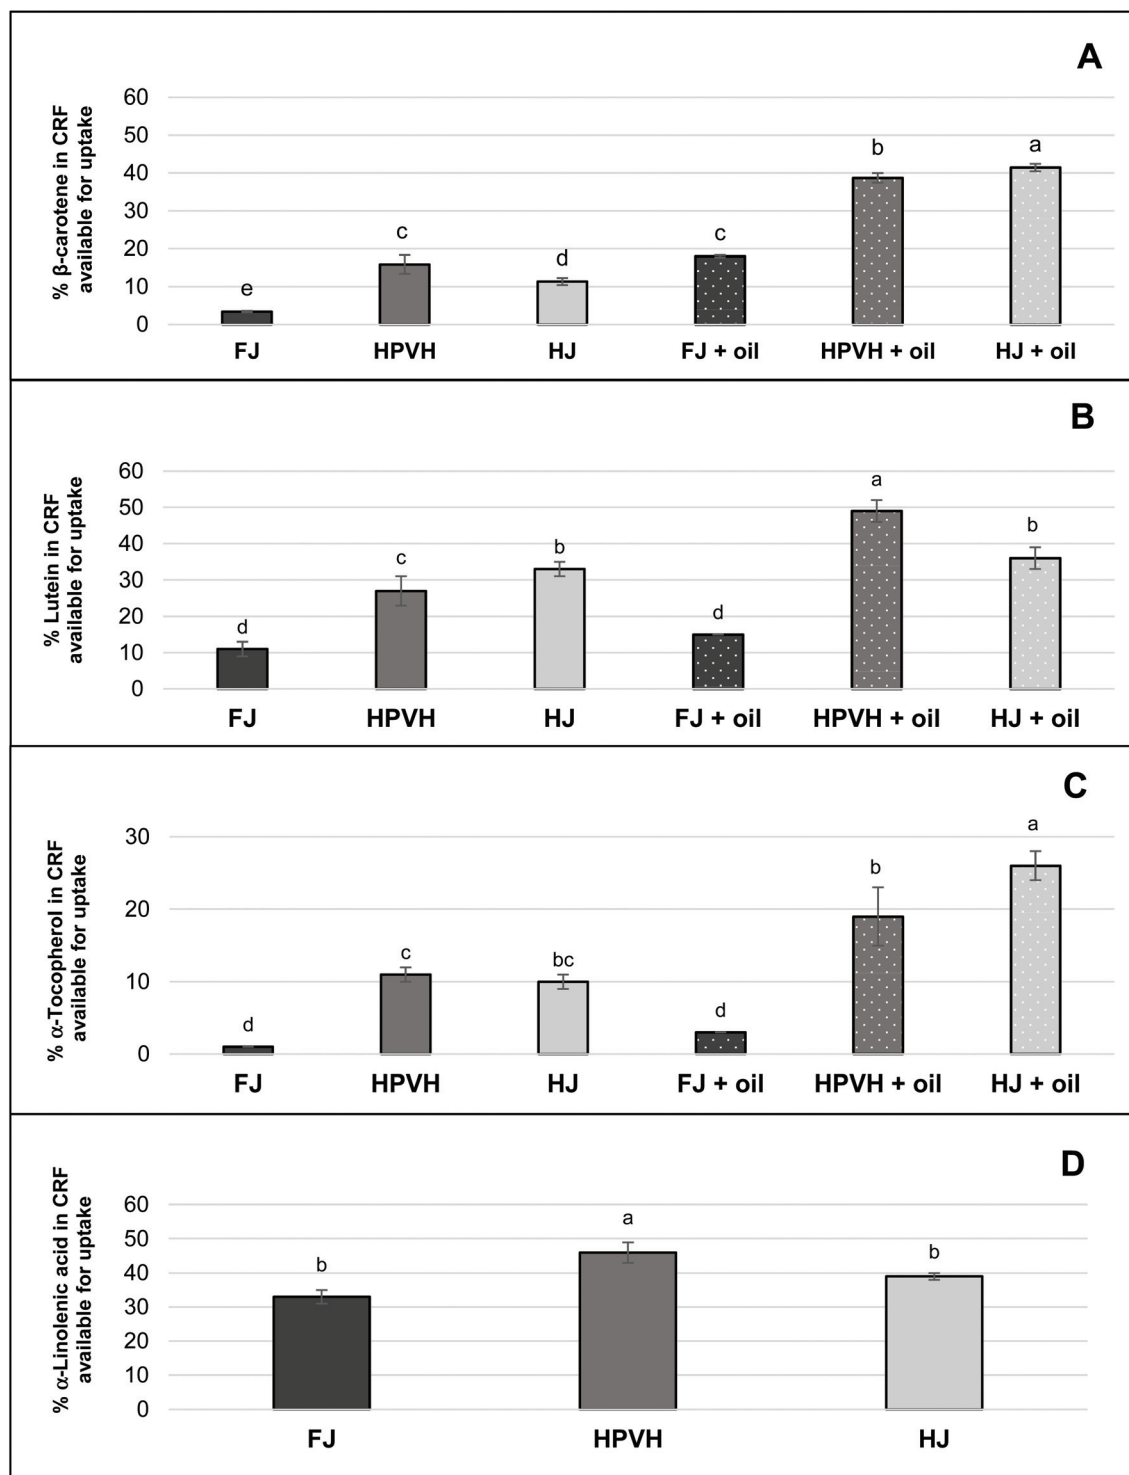 A
% β-carotene in CRF
available for uptake
60
50
40
30
20
10
0
e
c
d
c
b
a
FJ HPVH HJ FJ + oil HPVH + oil HJ + oil
B
% Lutein in CRF
available for uptake
60
50
40
30
20
10
0
d
c
b
d
a
b
FJ HPVH HJ FJ + oil HPVH + oil HJ + oil
C
% α-Tocopherol in CRF
available for uptake
30
20
10
0
d
c
bc
d
b
a
FJ HPVH HJ FJ + oil HPVH + oil HJ + oil
D
% α-Linolenic acid in CRF
available for uptake
60
50
40
30
20
10
0
b
a
b
FJ HPVH HJ